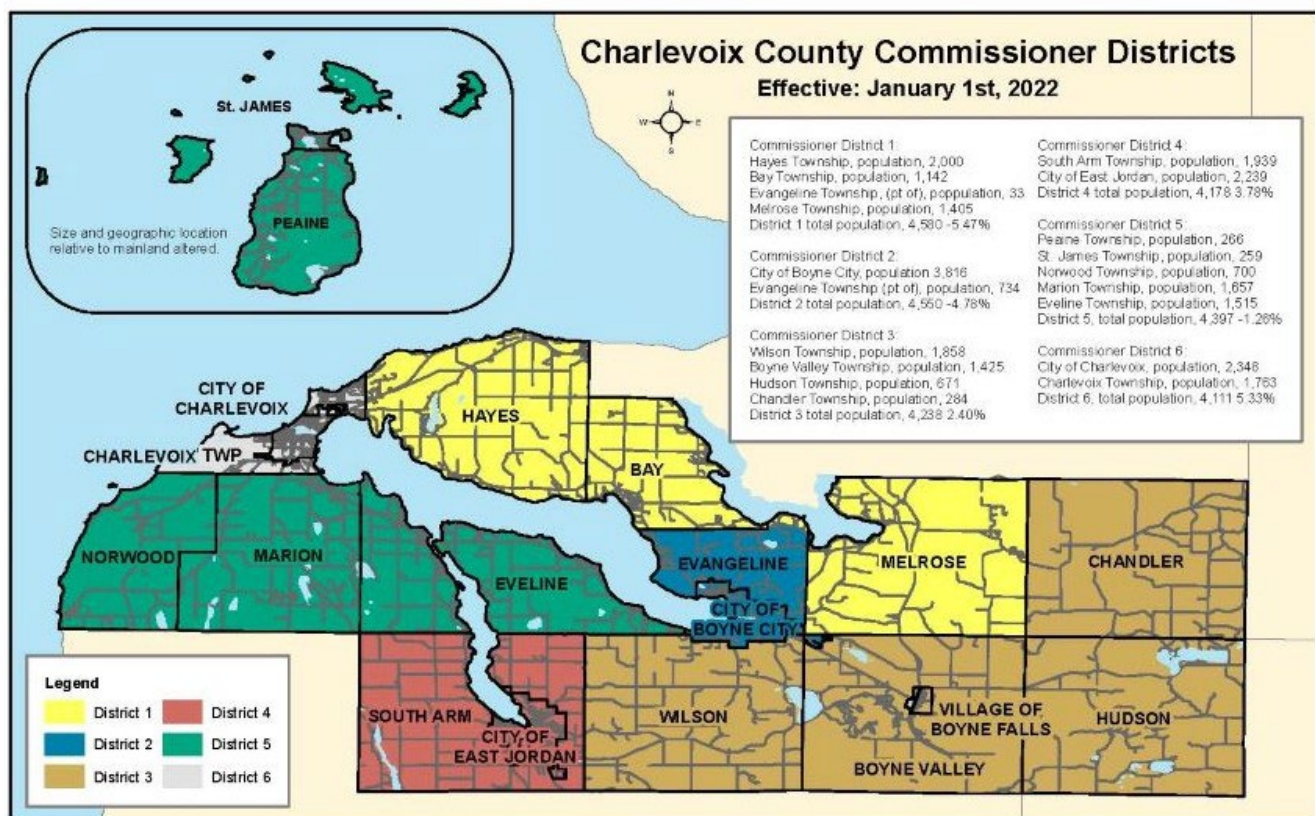 Charlevoix County Commissioner Districts
Effective: January 1st, 2022
N
W
E
S
St. JAMES
PEAINE
Size and geographic location
relative to mainland altered.
Commissioner District 1:
Hayes Township, population, 2,000
Bay Township, population, 1,142
Evangeline Township, (pt of), poppulation, 33
Melrose Township, population, 1,405
District 1 total population, 4,580 -5.47%
Commissioner District 2:
City of Boyne City, population 3,816
Evangeline Township (pt of), population, 734
District 2 total population, 4,550 -4.78%
Commissioner District 3:
Wilson Township, population, 1,858
Boyne Valley Township, population, 1,425
Hudson Township, population, 671
Chandler Township, population, 284
District 3 total population, 4,238 2.40%
Commissioner District 4:
South Arm Township, population, 1,939
City of East Jordan, population, 2,239
District 4 total population, 4,178 3.78%
Commissioner District 5:
Peaine Township, population, 266
St. James Township, population, 259
Norwood Township, population, 700
Marion Township, population, 1,657
Eveline Township, population, 1,515
District 5, total population, 4,397 -1.26%
Commissioner District 6:
City of Charlevoix, population, 2,348
Charlevoix Township, population, 1,763
District 6, total population, 4,111 5.33%
CITY OF
CHARLEVOIX
HAYES
CHARLEVOIX TWP
BAY
NORWOOD
MARION
EVELINE
EVANGELINE
MELROSE
CHANDLER
CITY OF
BOYNE CITY
SOUTH ARM
CITY OF
EAST JORDAN
WILSON
VILLAGE OF
BOYNE FALLS
HUDSON
BOYNE VALLEY
Legend
District 1
District 2
District 3
District 4
District 5
District 6